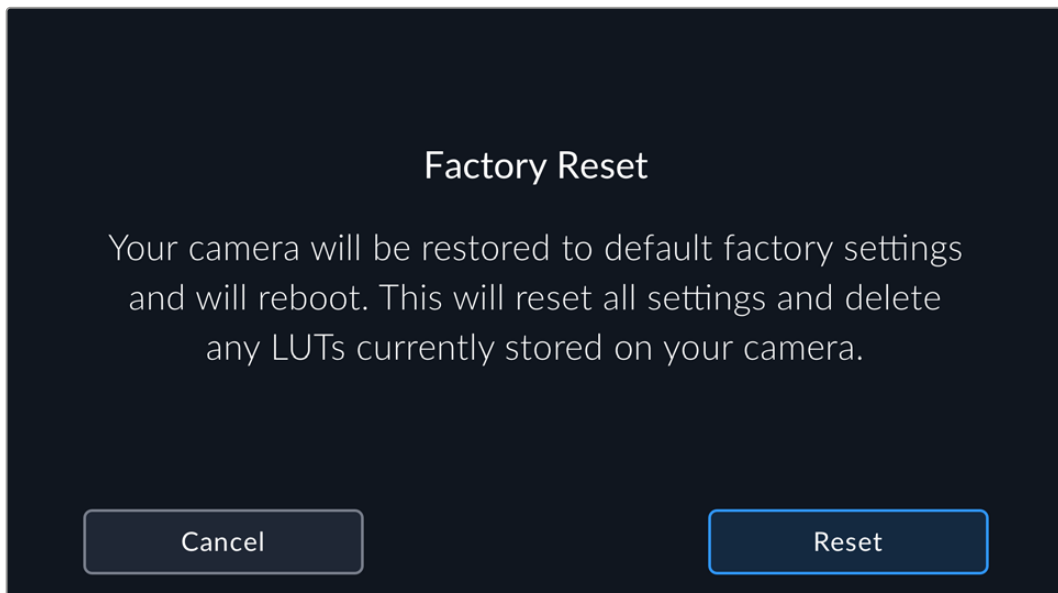 Factory Reset
Your camera will be restored to default factory settings
and will reboot. This will reset all settings and delete
any LUTs currently stored on your camera.
Cancel
Reset